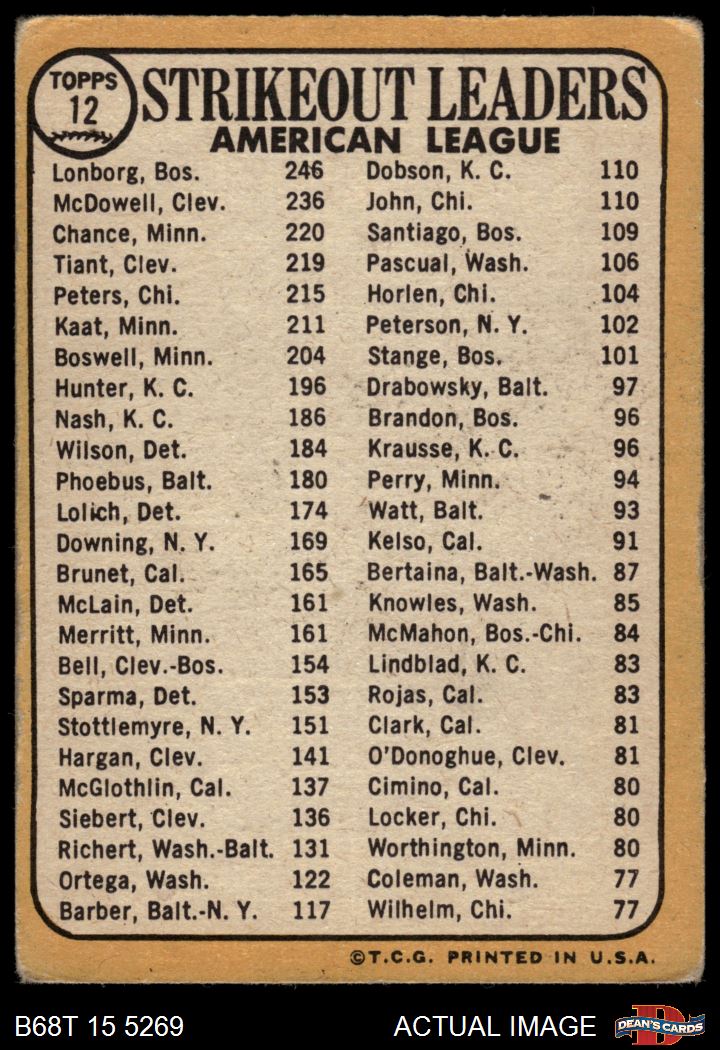 TOPPS
12
STRIKEOUT LEADERS
AMERICAN LEAGUE
Lonborg, Bos. 246
McDowell, Clev. 236
Chance, Minn. 220
Tiant, Clev. 219
Peters, Chi. 215
Kaat, Minn. 211
Boswell, Minn. 204
Hunter, K. C. 196
Nash, K. C. 186
Wilson, Det. 184
Phoebus, Balt. 180
Lolich, Det. 174
Downing, N. Y. 169
Brunet, Cal. 165
McLain, Det. 161
Merritt, Minn. 161
Bell, Clev.-Bos. 154
Sparma, Det. 153
Stottlemyre, N. Y. 151
Hargan, Clev. 141
McGlothlin, Cal. 137
Siebert, Clev. 136
Richert, Wash.-Balt. 131
Ortega, Wash. 122
Barber, Balt.-N. Y. 117
Dobson, K. C. 110
John, Chi. 110
Santiago, Bos. 109
Pascual, Wash. 106
Horlen, Chi. 104
Peterson, N. Y. 102
Stange, Bos. 101
Drabowsky, Balt. 97
Brandon, Bos. 96
Krausse, K. C. 96
Perry, Minn. 94
Watt, Balt. 93
Kelso, Cal. 91
Bertaina, Balt.-Wash. 87
Knowles, Wash. 85
McMahon, Bos.-Chi. 84
Lindblad, K. C. 83
Rojas, Cal. 83
Clark, Cal. 81
O'Donoghue, Clev. 81
Cimino, Cal. 80
Locker, Chi. 80
Worthington, Minn. 80
Coleman, Wash. 77
Wilhelm, Chi. 77
©T.C.G. PRINTED IN U.S.A.
B68T 15 5269 ACTUAL IMAGE
D
DEAN'S CARDS